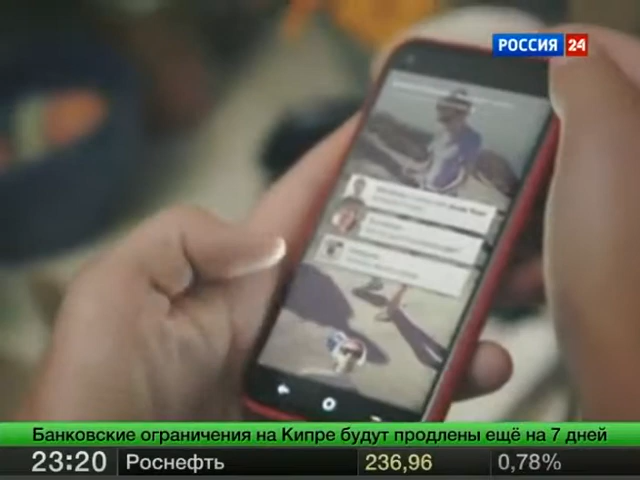 РОССИЯ 24
Банковские ограничения на Кипре будут продлены ещё на 7 дней
23:20 Роснефть 236,96 0,78%